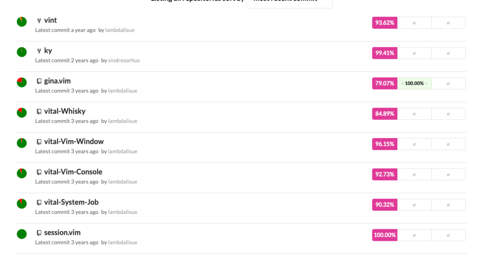 vint
93.62%
Latest commit a year ago by lambdalisue
ky
99.41%
Latest commit 2 years ago by sindresorhus
gina.vim
79.07% 100.00%
Latest commit 3 years ago by lambdalisue
vital-Whisky
84.89%
Latest commit 3 years ago by lambdalisue
vital-Vim-Window
96.15%
Latest commit 3 years ago by lambdalisue
vital-Vim-Console
92.73%
Latest commit 3 years ago by lambdalisue
vital-System-Job
90.32%
Latest commit 3 years ago by lambdalisue
session.vim
100.00%
Latest commit 3 years ago by lambdalisue